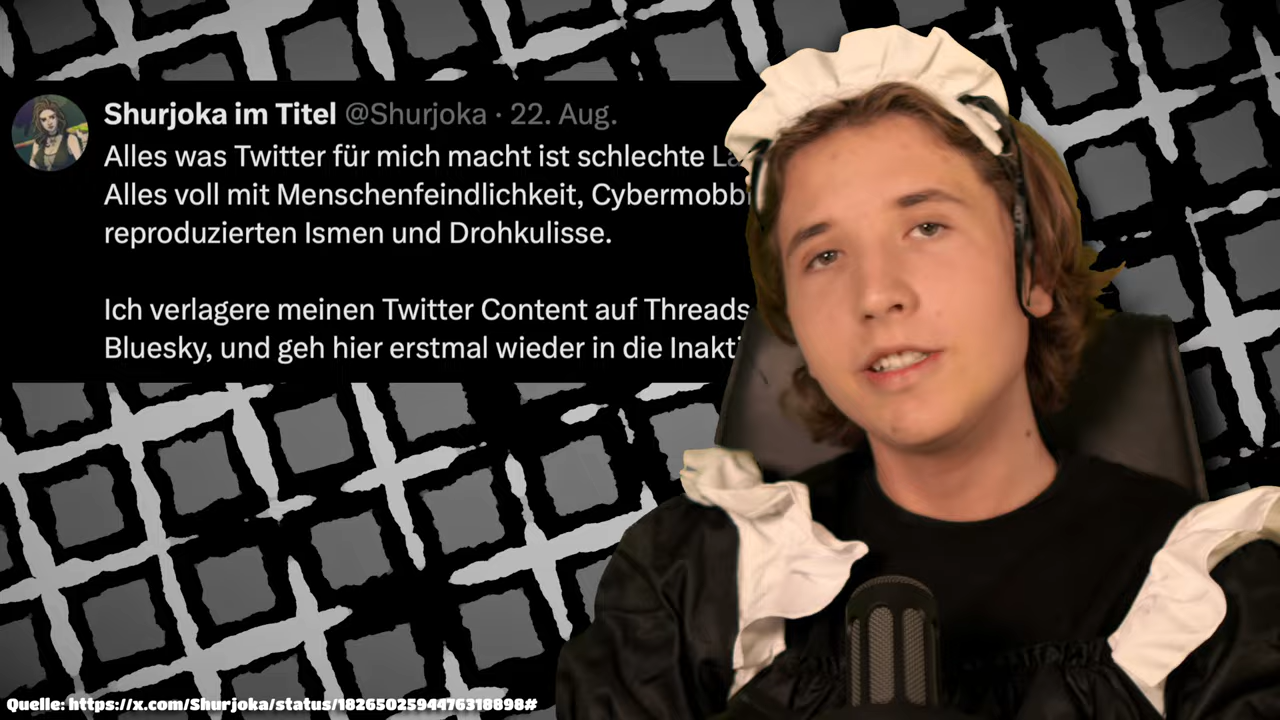 Shurjoka im Titel @Shurjoka · 22. Aug.
Alles was Twitter für mich macht ist schlechte
Alles voll mit Menschenfeindlichkeit,
reproduzierten Ismen und Drohkulisse.
Ich verlagere meinen Twitter Content auf Threads
Bluesky, und geh hier erstmal wieder in die
Quelle: https://x.com/Shurjoka/status/1826502594476318898#